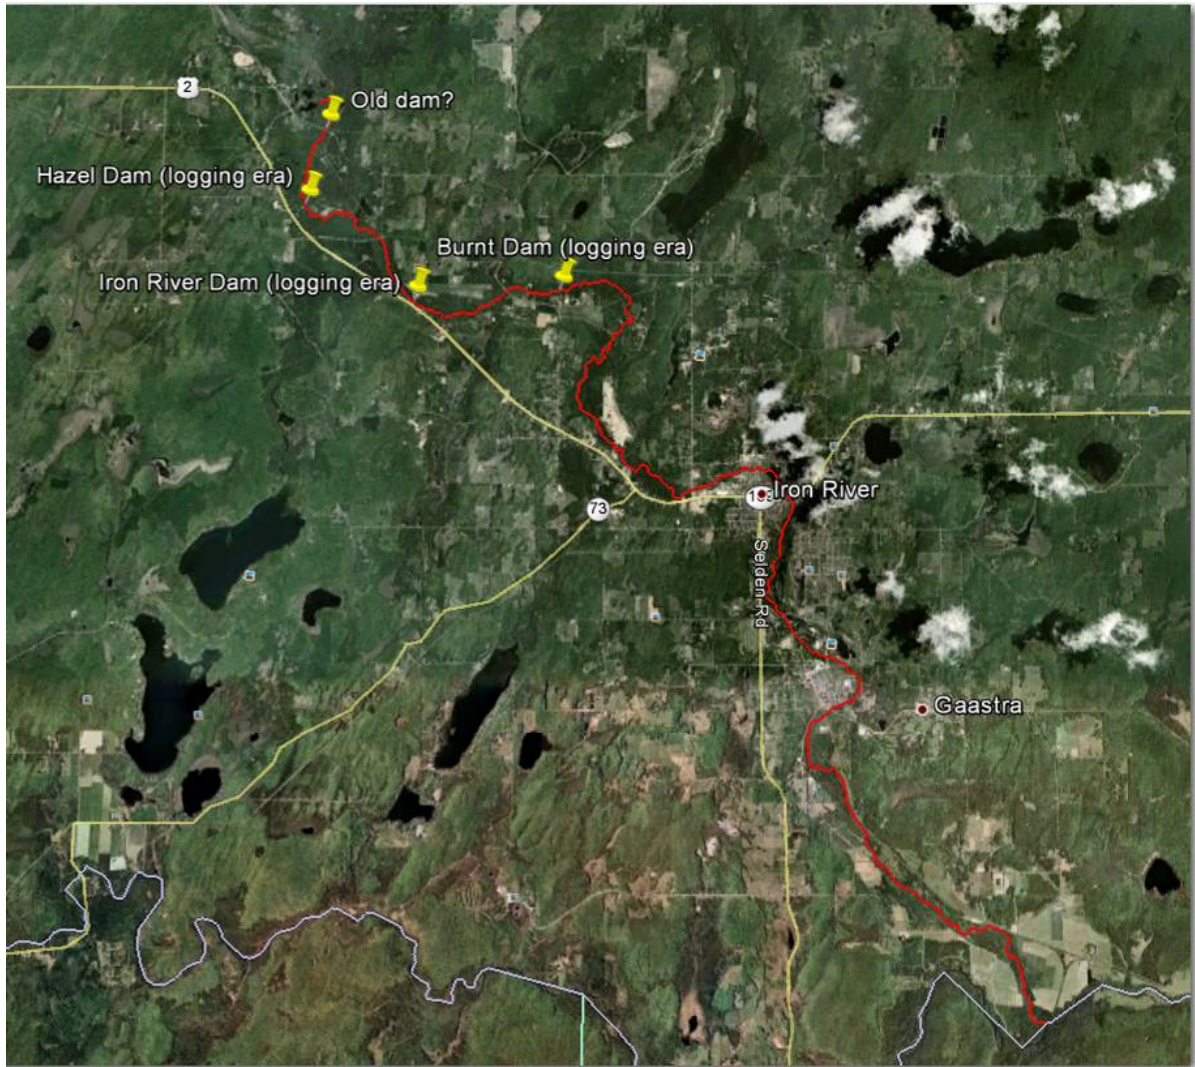 2
Old dam?
Hazel Dam (logging era)
Burnt Dam (logging era)
Iron River Dam (logging era)
Iron River
73
Selden Rd
Gaastra